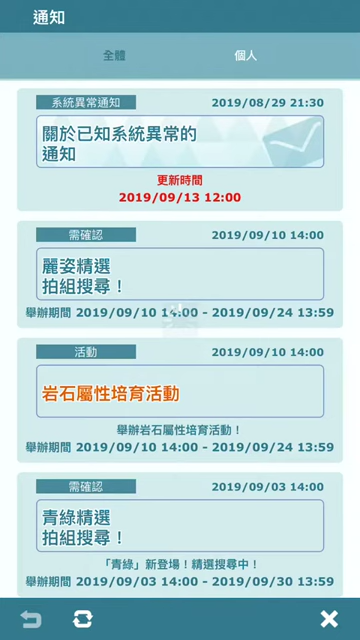 通知
全體
個人
系統異常通知
2019/08/29 21:30
關於已知系統異常的
通知
更新時間
2019/09/13 12:00
需確認
2019/09/10 14:00
麗姿精選
拍組搜尋！
舉辦期間 2019/09/10 14:00 - 2019/09/24 13:59
活動
2019/09/10 14:00
岩石屬性培育活動
舉辦岩石屬性培育活動！
舉辦期間 2019/09/10 14:00 - 2019/09/24 13:59
需確認
2019/09/03 14:00
青綠精選
拍組搜尋！
「青綠」新登場！精選搜尋中！
舉辦期間 2019/09/03 14:00 - 2019/09/30 13:59